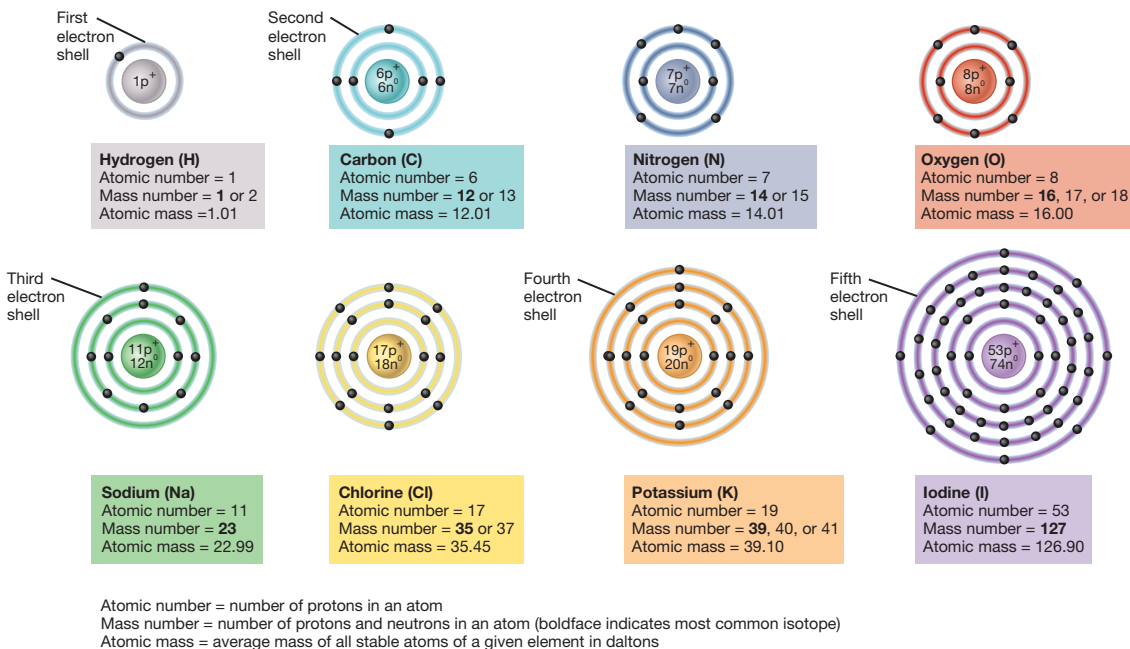 First
electron
shell
Second
electron
shell
1p+
6p+
6n0
7p+
7n0
8p+
8n0
Hydrogen (H)
Atomic number = 1
Mass number = 1 or 2
Atomic mass =1.01
Carbon (C)
Atomic number = 6
Mass number = 12 or 13
Atomic mass = 12.01
Nitrogen (N)
Atomic number = 7
Mass number = 14 or 15
Atomic mass = 14.01
Oxygen (O)
Atomic number = 8
Mass number = 16, 17, or 18
Atomic mass = 16.00
Third
electron
shell
Fourth
electron
shell
Fifth
electron
shell
11p+
12n0
17p+
18n0
19p+
20n0
53p+
74n0
Sodium (Na)
Atomic number = 11
Mass number = 23
Atomic mass = 22.99
Chlorine (Cl)
Atomic number = 17
Mass number = 35 or 37
Atomic mass = 35.45
Potassium (K)
Atomic number = 19
Mass number = 39, 40, or 41
Atomic mass = 39.10
Iodine (I)
Atomic number = 53
Mass number = 127
Atomic mass = 126.90
Atomic number = number of protons in an atom
Mass number = number of protons and neutrons in an atom (boldface indicates most common isotope)
Atomic mass = average mass of all stable atoms of a given element in daltons